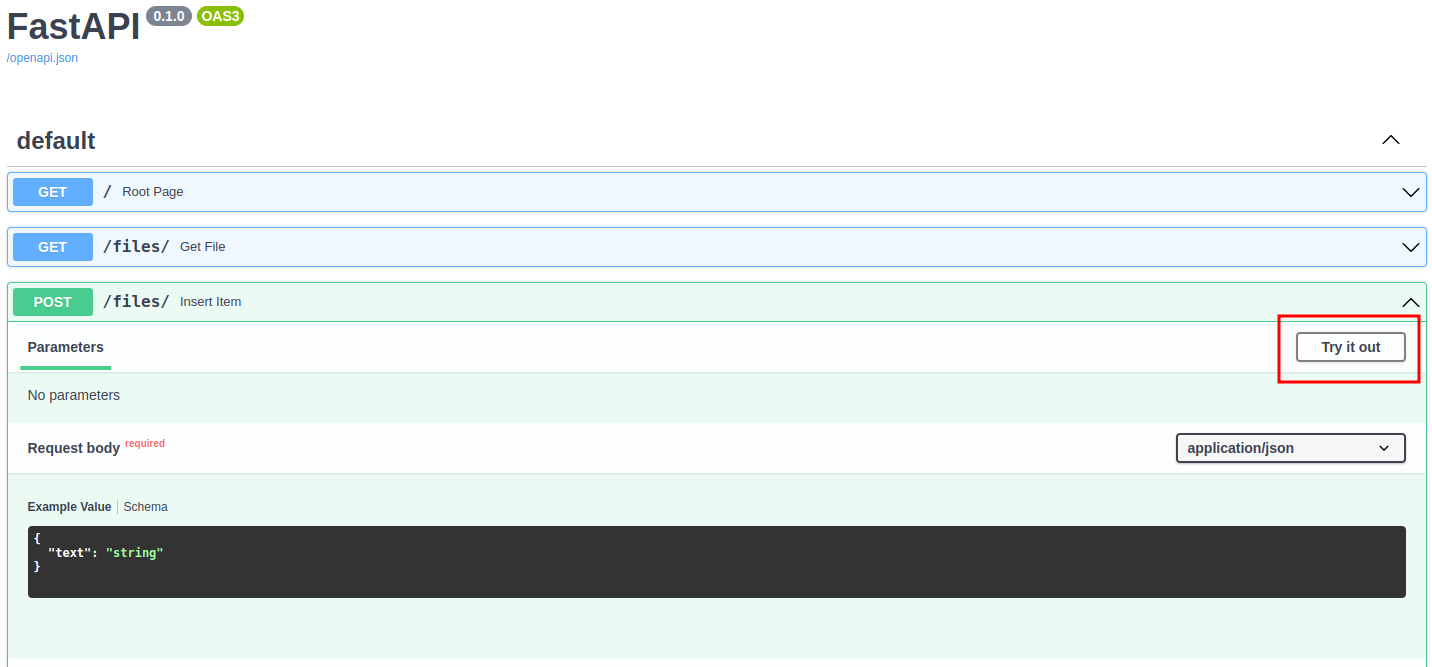 FastAPI 0.1.0 OAS3
/openapi.json
default
GET / Root Page
GET /files/ Get File
POST /files/ Insert Item
Parameters Try it out
No parameters
Request body required application/json
Example Value Schema
{
"text": "string"
}